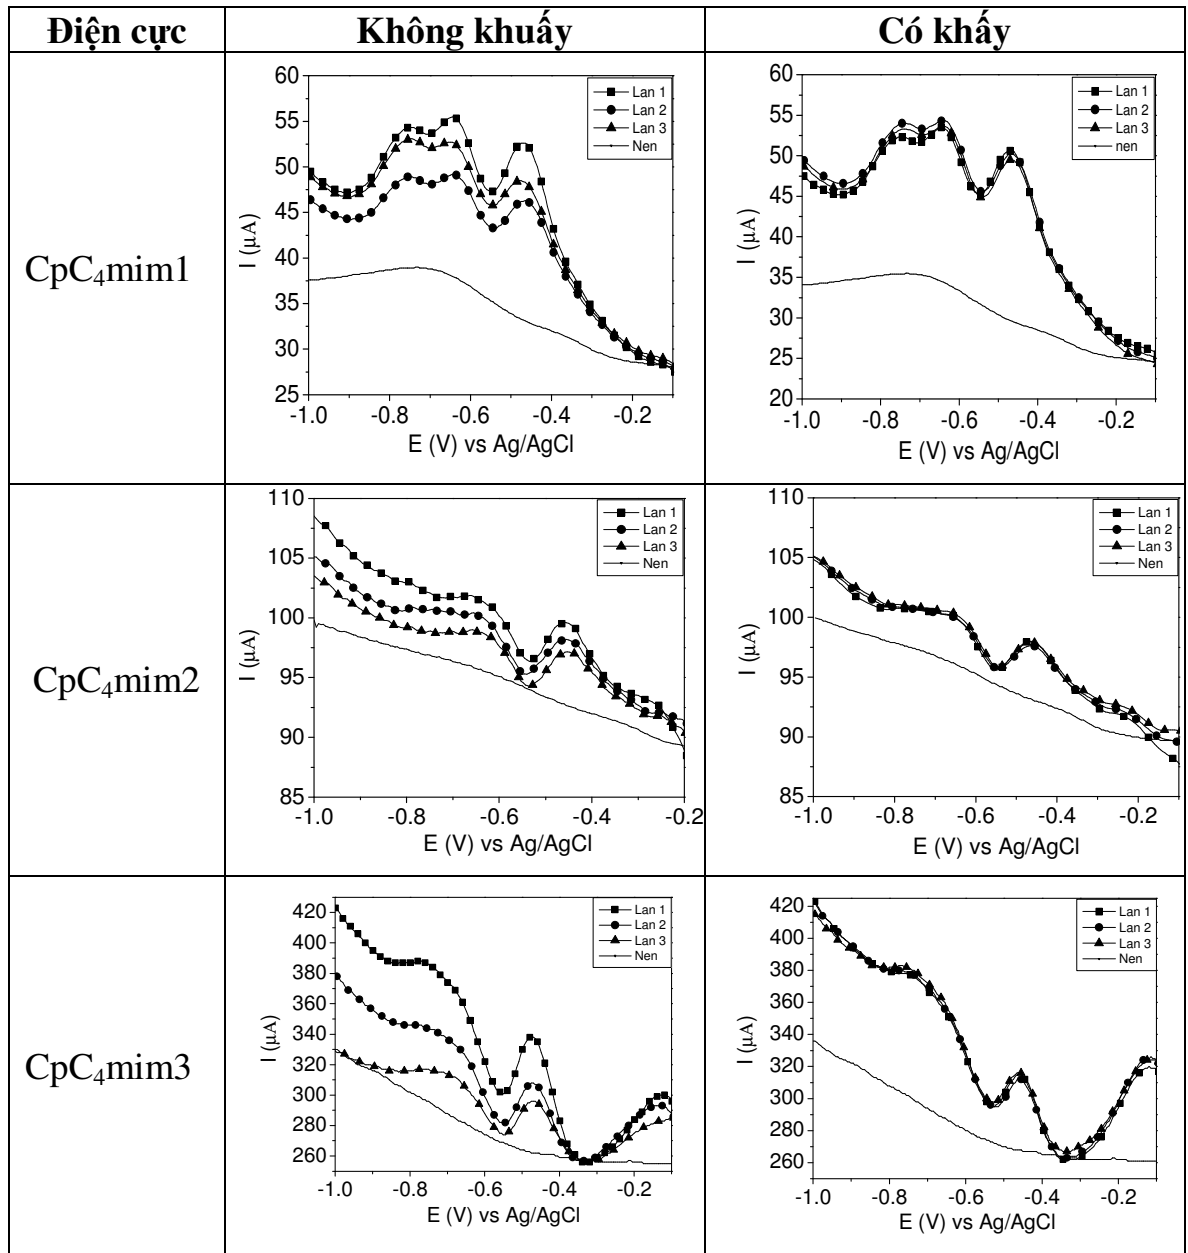 Điện cực Không khuấy Có khấy
CpC₄mim1
60
55
50
45
40
35
30
25
-1.0 -0.8 -0.6 -0.4 -0.2
I (µA)
E (V) vs Ag/AgCl
Lan 1
Lan 2
Lan 3
Nen
60
55
50
45
40
35
30
25
20
-1.0 -0.8 -0.6 -0.4 -0.2
I (µA)
E (V) vs Ag/AgCl
Lan 1
Lan 2
Lan 3
nen
CpC₄mim2
110
105
100
95
90
85
-1.0 -0.8 -0.6 -0.4 -0.2
I (µA)
E (V) vs Ag/AgCl
Lan 1
Lan 2
Lan 3
Nen
110
105
100
95
90
85
-1.0 -0.8 -0.6 -0.4 -0.2
I (µA)
E (V) vs Ag/AgCl
Lan 1
Lan 2
Lan 3
Nen
CpC₄mim3
420
400
380
360
340
320
300
280
260
-1.0 -0.8 -0.6 -0.4 -0.2
I (µA)
E (V) vs Ag/AgCl
Lan 1
Lan 2
Lan 3
Nen
420
400
380
360
340
320
300
280
260
-1.0 -0.8 -0.6 -0.4 -0.2
I (µA)
E (V) vs Ag/AgCl
Lan 1
Lan 2
Lan 3
Nen